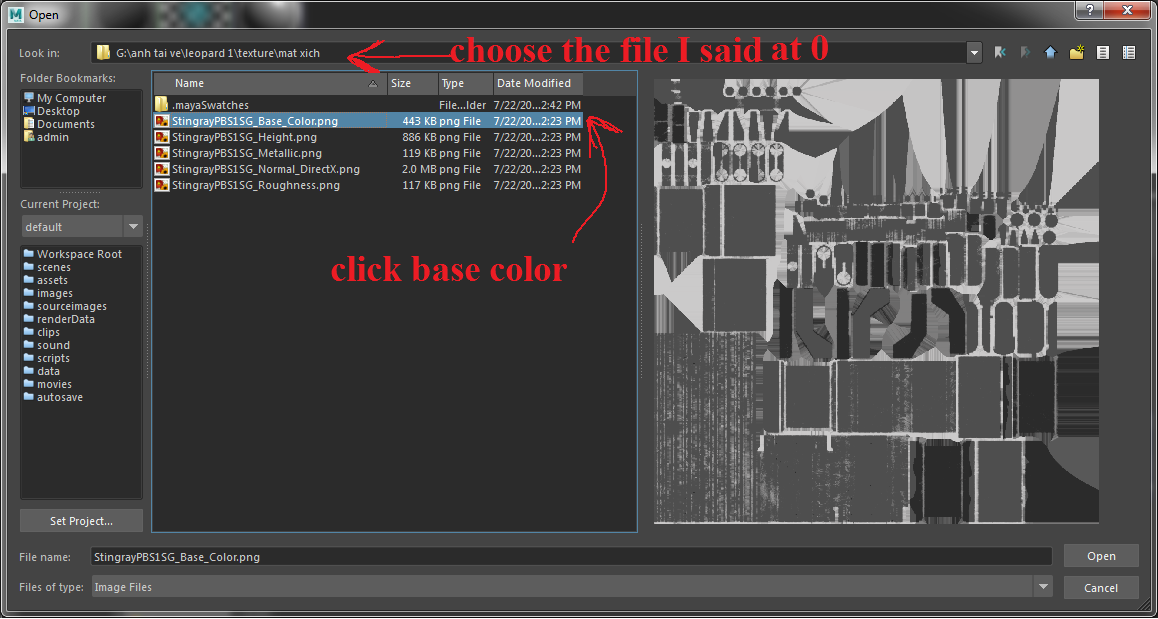 Open
Look in:
G:\anh tai ve\leopard 1\texture\mat xich
choose the file I said at 0
Folder Bookmarks:
My Computer
Desktop
Documents
admin
Name Size Type Date Modified
.mayaSwatches File...lder 7/22/20...2:42 PM
StingrayPBS1SG_Base_Color.png 443 KB png File 7/22/20...2:23 PM
StingrayPBS1SG_Height.png 886 KB png File 7/22/20...2:23 PM
StingrayPBS1SG_Metallic.png 119 KB png File 7/22/20...2:23 PM
StingrayPBS1SG_Normal_DirectX.png 2.0 MB png File 7/22/20...2:23 PM
StingrayPBS1SG_Roughness.png 117 KB png File 7/22/20...2:23 PM
click base color
Current Project:
default
Workspace Root
scenes
assets
images
sourceimages
renderData
clips
sound
scripts
data
movies
autosave
Set Project...
File name: StingrayPBS1SG_Base_Color.png Open
Files of type: Image Files Cancel